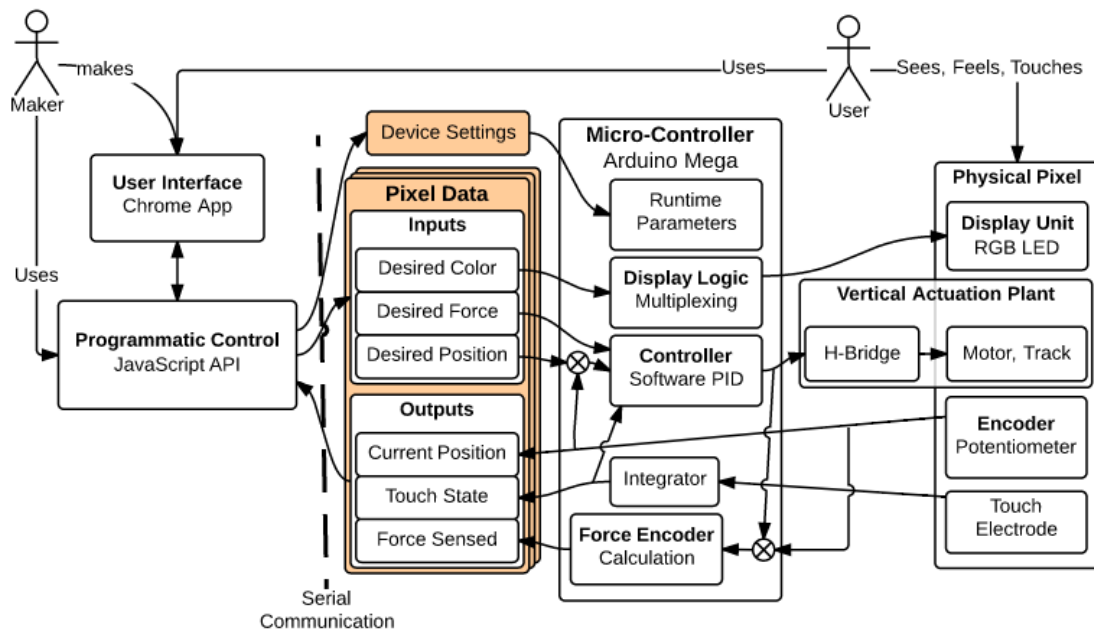 Maker
makes
Uses
User
Sees, Feels, Touches
Uses
User Interface
Chrome App
Programmatic Control
JavaScript API
Serial
Communication
Device Settings
Pixel Data
Inputs
Desired Color
Desired Force
Desired Position
Outputs
Current Position
Touch State
Force Sensed
Micro-Controller
Arduino Mega
Runtime
Parameters
Display Logic
Multiplexing
Controller
Software PID
Integrator
Force Encoder
Calculation
Physical Pixel
Display Unit
RGB LED
Vertical Actuation Plant
H-Bridge
Motor, Track
Encoder
Potentiometer
Touch
Electrode